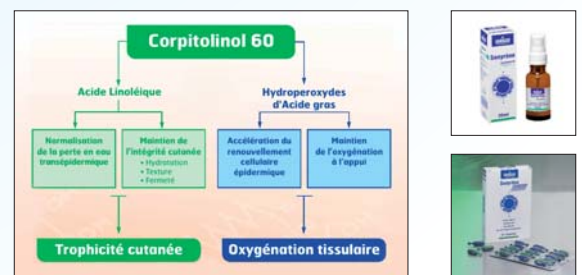 Corpitolinol 60
Acide Linoléique
Hydroperoxydes
d'Acide gras
Normalisation
de la perte en eau
transépidermique
Maintien de
l'intégrité cutanée
• Hydratation
• Texture
• Fermeté
Accélération du
renouvellement
cellulaire
épidermique
Maintien
de l'oxygénation
à l'appui
Trophicité cutanée
Oxygénation tissulaire